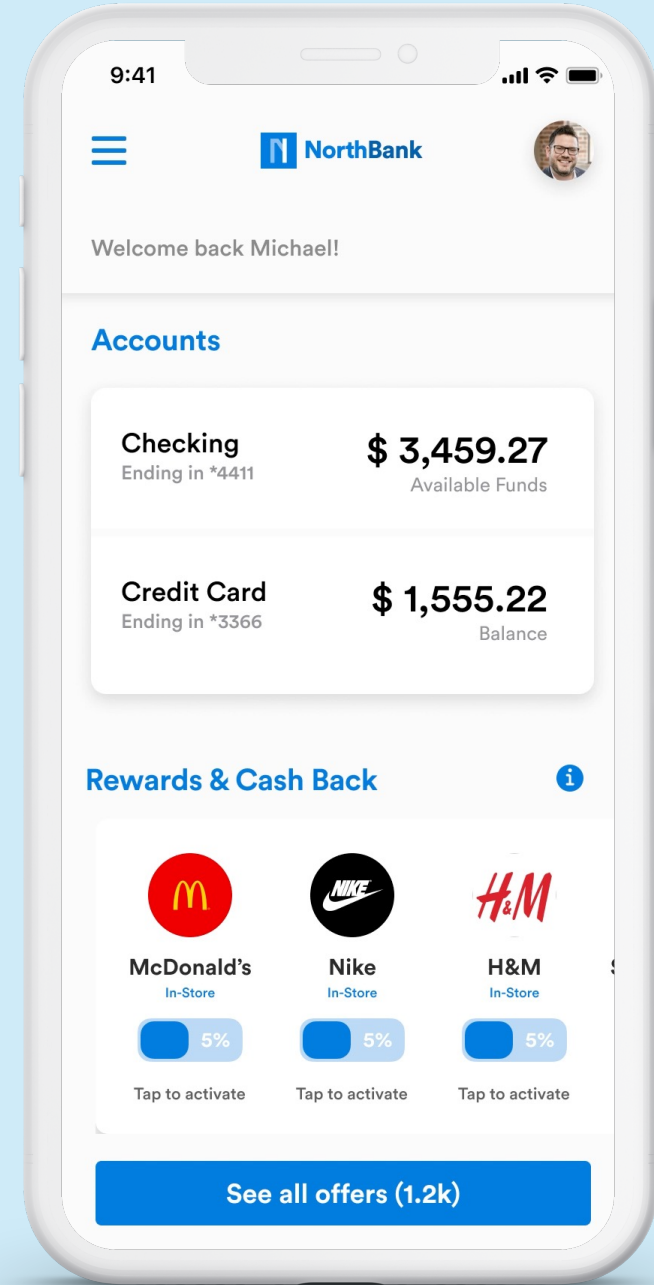 9:41
NorthBank
Welcome back Michael!
Accounts
Checking
$ 3,459.27
Ending in *4411
Available Funds
Credit Card
$ 1,555.22
Ending in *3366
Balance
Rewards & Cash Back
i
M
NIKE
H&M
McDonald’s
Nike
H&M
In-Store
In-Store
In-Store
5%
5%
5%
Tap to activate
Tap to activate
Tap to activate
See all offers (1.2k)